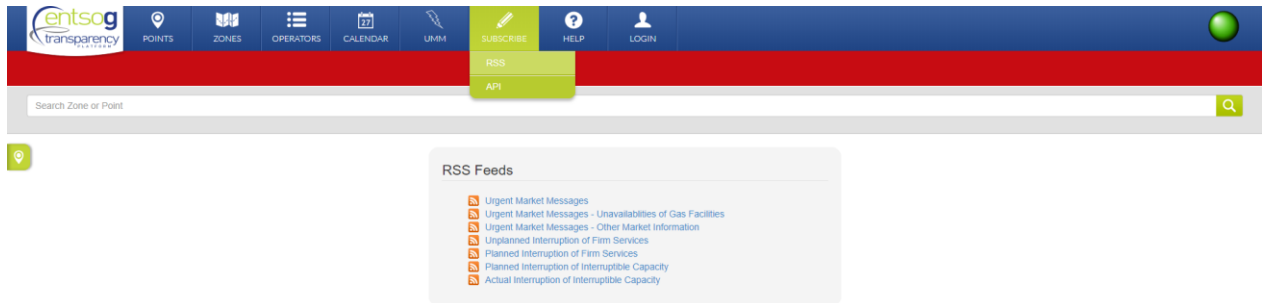 entsog
transparency
PLATFORM
POINTS
ZONES
OPERATORS
27
CALENDAR
UMM
SUBSCRIBE
HELP
LOGIN
RSS
API
Search Zone or Point
RSS Feeds
Urgent Market Messages
Urgent Market Messages - Unavailabilities of Gas Facilities
Urgent Market Messages - Other Market Information
Unplanned Interruption of Firm Services
Planned Interruption of Firm Services
Planned Interruption of Interruptible Capacity
Actual Interruption of Interruptible Capacity